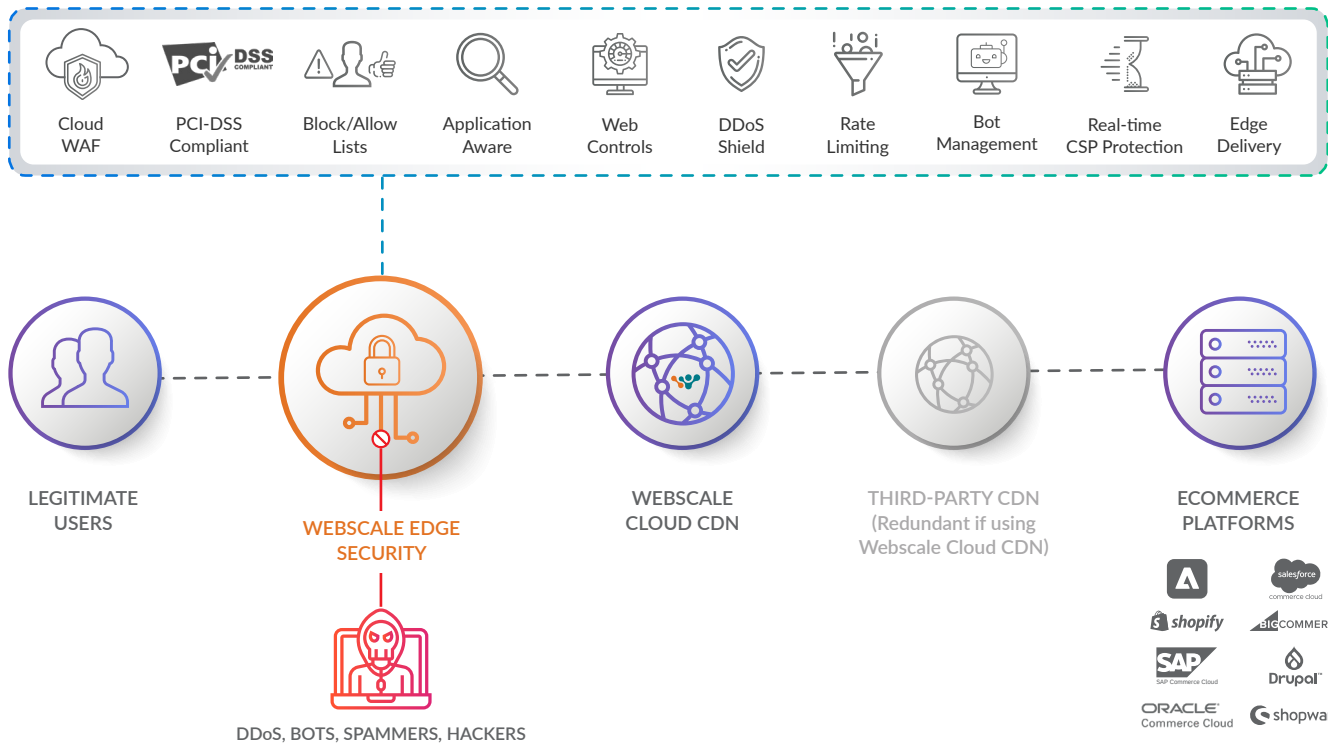 Cloud
WAF
PCI DSS
COMPLIANT
PCI-DSS
Compliant
Block/Allow
Lists
Application
Aware
Web
Controls
DDoS
Shield
Rate
Limiting
Bot
Management
Real-time
CSP Protection
Edge
Delivery
LEGITIMATE
USERS
WEBSCALE EDGE
SECURITY
WEBSCALE
CLOUD CDN
THIRD-PARTY CDN
(Redundant if using
Webscale Cloud CDN)
ECOMMERCE
PLATFORMS
salesforce
commerce cloud
shopify
BIGCOMMER
SAP
SAP Commerce Cloud
Drupal™
ORACLE®
Commerce Cloud
shopwa
DDoS, BOTS, SPAMMERS, HACKERS